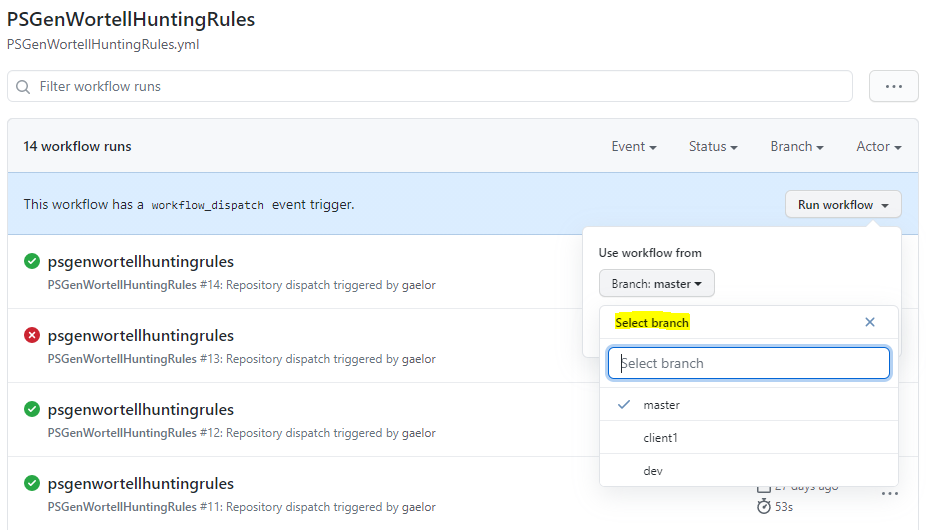 PSGenWortellHuntingRules
PSGenWortellHuntingRules.yml
Filter workflow runs
14 workflow runs Event Status Branch Actor
This workflow has a workflow_dispatch event trigger. Run workflow
Use workflow from
Branch: master
Select branch
Select branch
master
client1
dev
psgenwortellhuntingrules
PSGenWortellHuntingRules #14: Repository dispatch triggered by gaelor
psgenwortellhuntingrules
PSGenWortellHuntingRules #13: Repository dispatch triggered by gaelor
psgenwortellhuntingrules
PSGenWortellHuntingRules #12: Repository dispatch triggered by gaelor
psgenwortellhuntingrules
PSGenWortellHuntingRules #11: Repository dispatch triggered by gaelor
27 days ago
53s